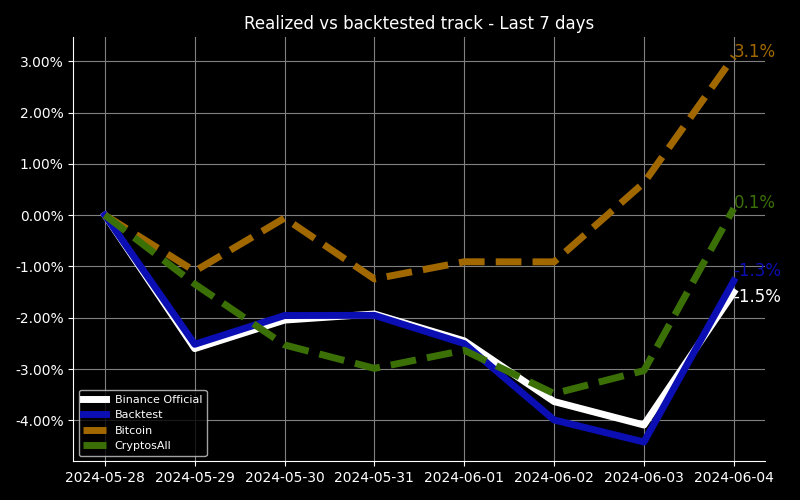 Realized vs backtested track - Last 7 days
3.00%
2.00%
1.00%
0.00%
-1.00%
-2.00%
-3.00%
-4.00%
3.1%
0.1%
-1.3%
-1.5%
Binance Official
Backtest
Bitcoin
CryptosAll
2024-05-28 2024-05-29 2024-05-30 2024-05-31 2024-06-01 2024-06-02 2024-06-03 2024-06-04